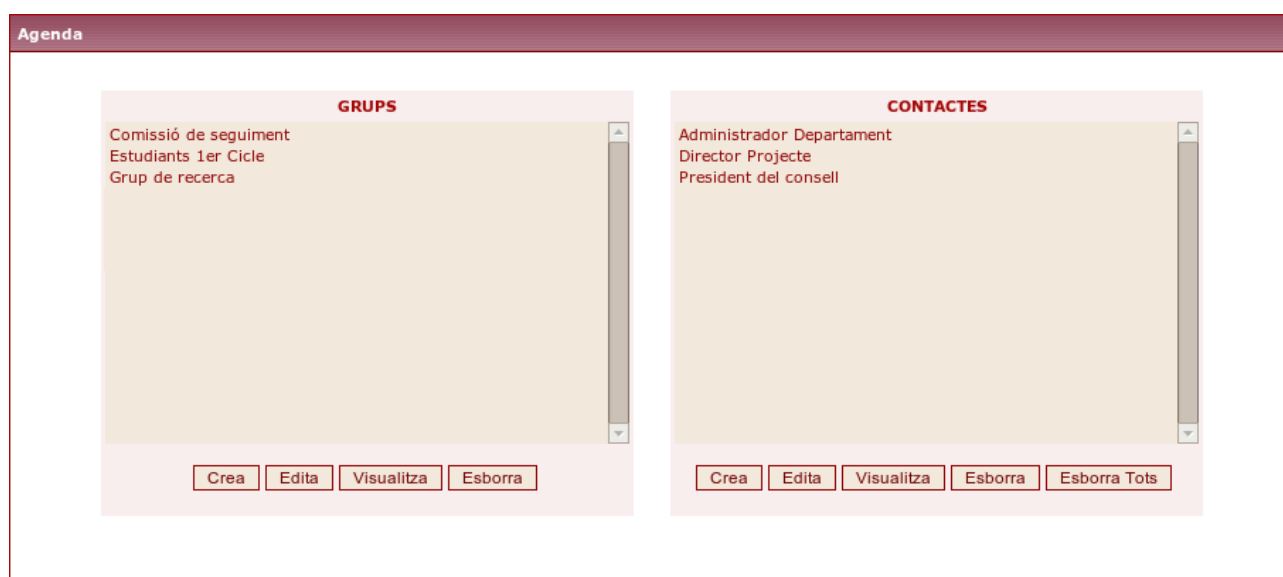 Agenda
GRUPS
Comissió de seguiment
Estudiants 1er Cicle
Grup de recerca
Crea Edita Visualitza Esborra
CONTACTES
Administrador Departament
Director Projecte
President del consell
Crea Edita Visualitza Esborra Esborra Tots